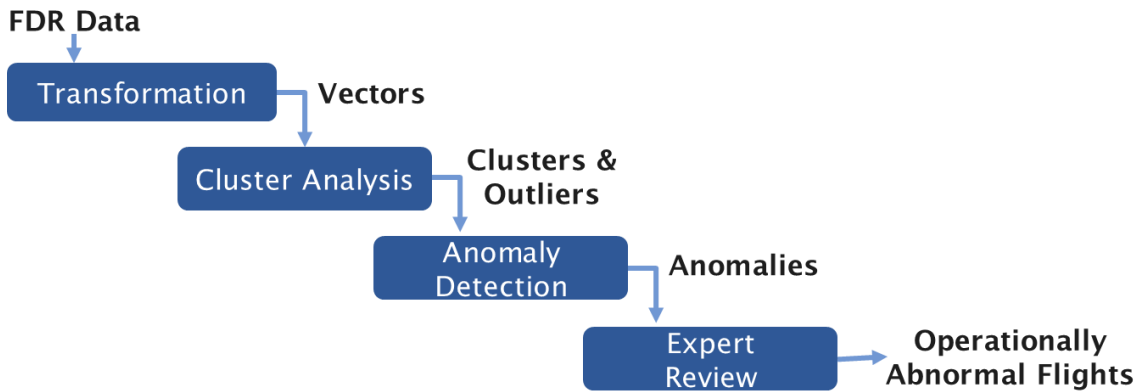 FDR Data
Transformation
Vectors
Cluster Analysis
Clusters &
Outliers
Anomaly
Detection
Anomalies
Expert
Review
Operationally
Abnormal Flights